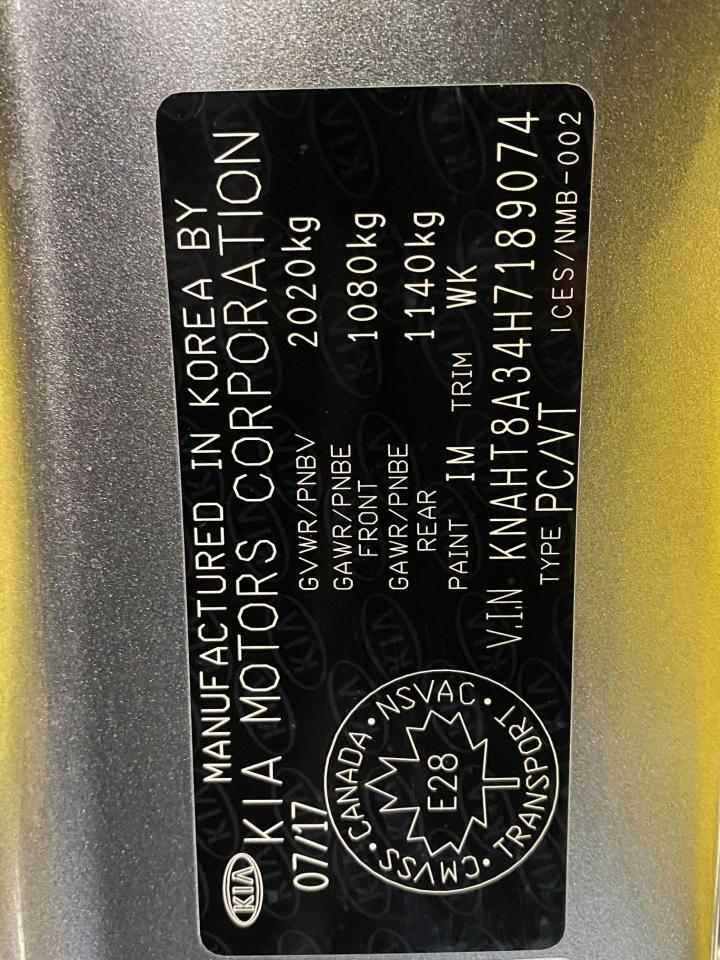 MANUFACTURED IN KOREA BY
KIA KIA MOTORS CORPORATION
07/17 GVWR/PNBV 2020kg
GAWR/PNBE FRONT 1080kg
GAWR/PNBE REAR 1140kg
PAINT IM TRIM WK
V.I.N KNAHT8A34H7189074
TYPE PC/VT ICES/NMB-002
CANADA • NSVAC • TRANSPORT • CMVSS •
E28